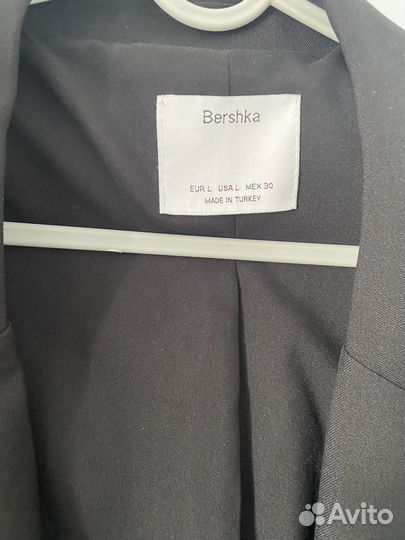 Bershka
EUR L USA L MEX 30
MADE IN TURKEY
Avito